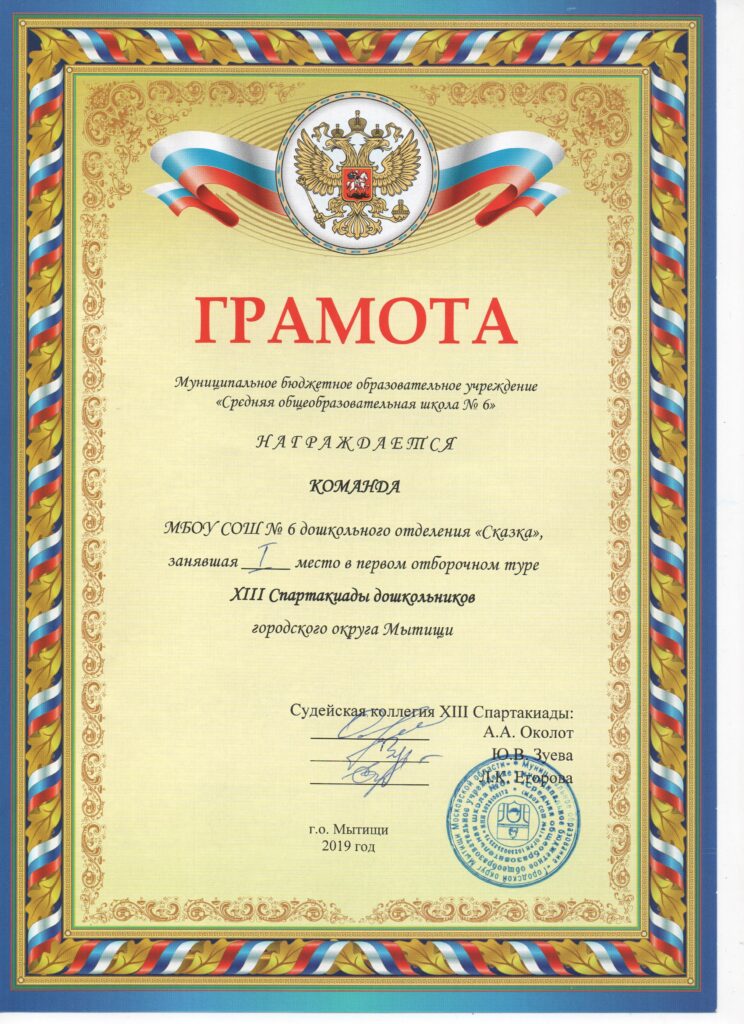 ГРАМОТА
Муниципальное бюджетное образовательное учреждение
«Средняя общеобразовательная школа № 6»
НАГРАЖДАЕТСЯ
КОМАНДА
МБОУ СОШ № 6 дошкольного отделения «Сказка»,
занявшая I место в первом отборочном туре
XIII Спартакиады дошкольников
городского округа Мытищи
Судейская коллегия XIII Спартакиады:
А.А. Околот
Ю.В. Зуева
Л.К. Егорова
г.о. Мытищи
2019 год